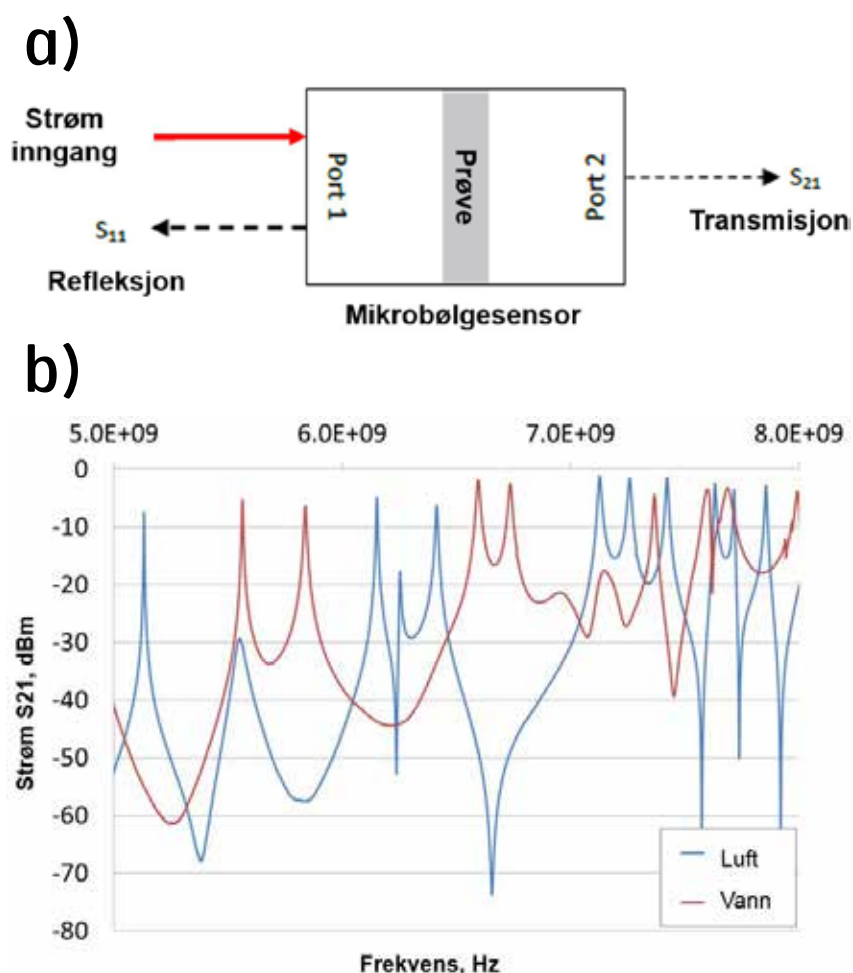 a)
Strøm
inngang
Port 1
Prøve
Port 2
S21
Transmisjon
S11
Refleksjon
Mikrobølgesensor
b)
5.0E+09 6.0E+09 7.0E+09 8.0E+09
0
-10
-20
-30
-40
-50
-60
-70
-80
Strøm S21, dBm
Luft
Vann
Frekvens, Hz